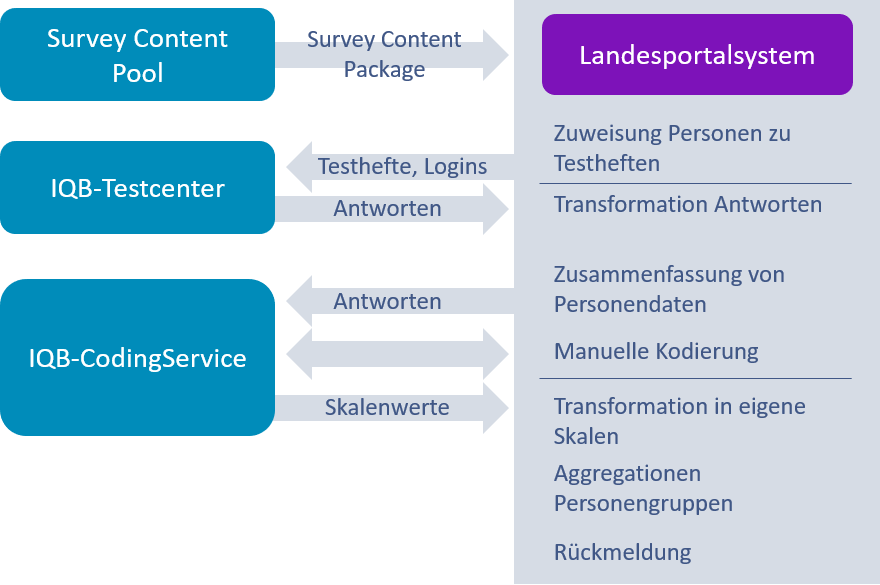 Survey Content
Pool
Survey Content
Package
Landesportalsystem
Zuweisung Personen zu
Testheften
IQB-Testcenter
Testhefte, Logins
Antworten
Transformation Antworten
Zusammenfassung von
Personendaten
Antworten
IQB-CodingService
Manuelle Kodierung
Skalenwerte
Transformation in eigene
Skalen
Aggregationen
Personengruppen
Rückmeldung